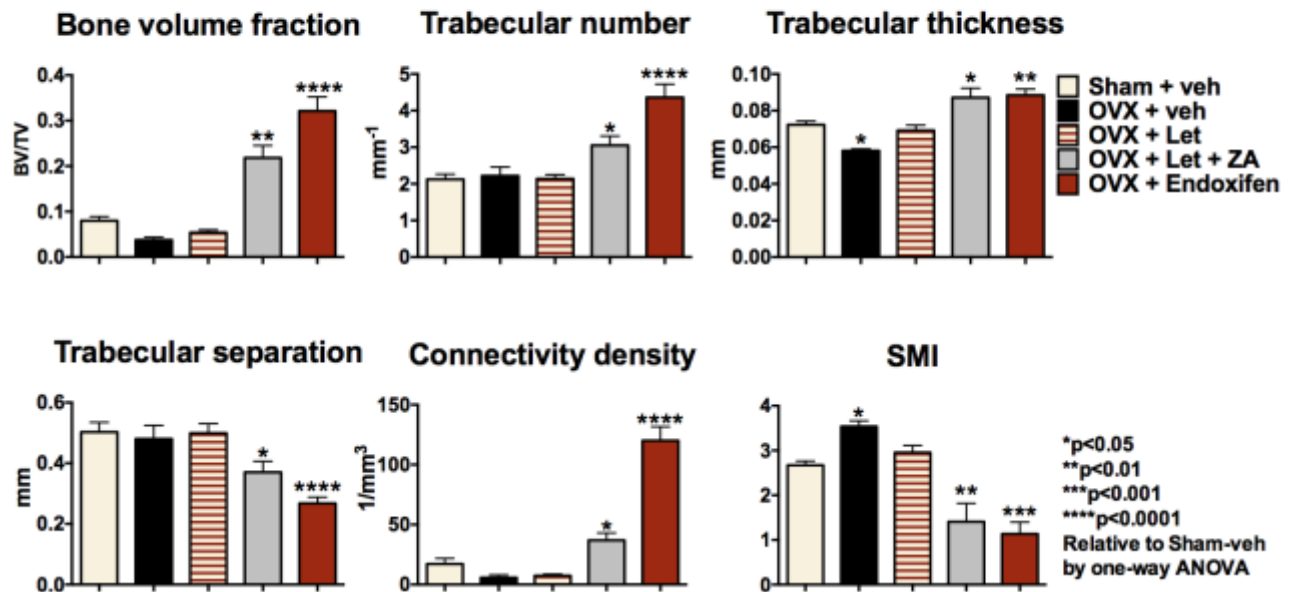 Bone volume fraction
BV/TV
0.4
0.3
0.2
0.1
0.0
**
****
Trabecular number
mm-1
5
4
3
2
1
0
*
****
Trabecular thickness
mm
0.10
0.08
0.06
0.04
0.02
0.00
*
*
**
Sham + veh
OVX + veh
OVX + Let
OVX + Let + ZA
OVX + Endoxifen
Trabecular separation
mm
0.6
0.4
0.2
0.0
*
****
Connectivity density
1/mm3
150
100
50
0
*
****
SMI
4
3
2
1
0
*
**
***
*p<0.05
**p<0.01
***p<0.001
****p<0.0001
Relative to Sham-veh
by one-way ANOVA